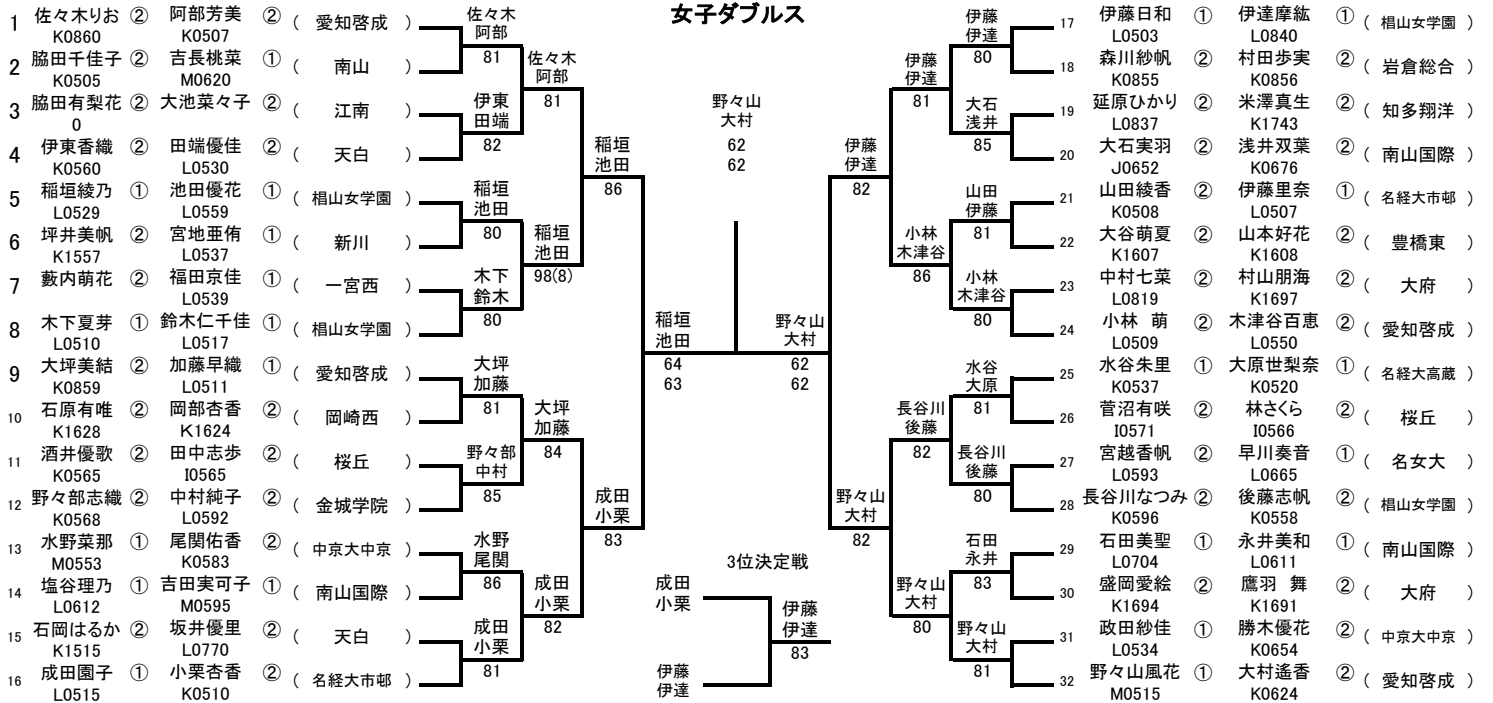 女子ダブルス
1 佐々木りお ② 阿部芳美 ② ( 愛知啓成 )
K0860 K0507
2 脇田千佳子 ② 吉長桃菜 ① ( 南山 )
K0505 M0620
3 脇田有梨花 ② 大池菜々子 ② ( 江南 )
0
4 伊東香織 ② 田端優佳 ② ( 天白 )
K0560 L0530
5 稲垣綾乃 ① 池田優花 ① ( 椙山女学園 )
L0529 L0559
6 坪井美帆 ② 宮地亜侑 ① ( 新川 )
K1557 L0537
7 藪内萌花 ② 福田京佳 ① ( 一宮西 )
L0539
8 木下夏芽 ① 鈴木仁千佳 ① ( 椙山女学園 )
L0510 L0517
9 大坪美結 ② 加藤早織 ① ( 愛知啓成 )
K0859 L0511
10 石原有唯 ② 岡部杏香 ② ( 岡崎西 )
K1628 K1624
11 酒井優歌 ② 田中志歩 ② ( 桜丘 )
K0565 I0565
12 野々部志織 ② 中村純子 ② ( 金城学院 )
K0568 L0592
13 水野菜那 ① 尾関佑香 ② ( 中京大中京 )
M0553 K0583
14 塩谷理乃 ① 吉田実可子 ① ( 南山国際 )
L0612 M0595
15 石岡はるか ② 坂井優里 ② ( 天白 )
K1515 L0770
16 成田園子 ① 小栗杏香 ② ( 名経大市邨 )
L0515 K0510
佐々木
阿部
81
伊東
田端
82
稲垣
池田
80
木下
鈴木
80
大坪
加藤
81
野々部
中村
85
水野
尾関
86
成田
小栗
81
佐々木
阿部
81
稲垣
池田
98(8)
大坪
加藤
84
成田
小栗
82
稲垣
池田
86
成田
小栗
83
稲垣
池田
64
63
野々山
大村
62
62
野々山
大村
62
62
3位決定戦
成田
小栗
伊藤
伊達
伊藤
伊達
83
伊藤
伊達
82
野々山
大村
82
伊藤
伊達
81
小林
木津谷
86
長谷川
後藤
82
野々山
大村
80
伊藤
伊達
80
大石
浅井
85
山田
伊藤
81
小林
木津谷
80
水谷
大原
81
長谷川
後藤
80
石田
永井
83
野々山
大村
81
17 伊藤日和 ① 伊達摩紘 ① ( 椙山女学園 )
L0503 L0840
18 森川紗帆 ② 村田歩実 ② ( 岩倉総合 )
K0855 K0856
19 延原ひかり ② 米澤真生 ② ( 知多翔洋 )
L0837 K1743
20 大石実羽 ② 浅井双葉 ② ( 南山国際 )
J0652 K0676
21 山田綾香 ② 伊藤里奈 ① ( 名経大市邨 )
K0508 L0507
22 大谷萌夏 ② 山本好花 ② ( 豊橋東 )
K1607 K1608
23 中村七菜 ② 村山朋海 ② ( 大府 )
L0819 K1697
24 小林 萌 ② 木津谷百恵 ② ( 愛知啓成 )
L0509 L0550
25 水谷朱里 ① 大原世梨奈 ① ( 名経大高蔵 )
K0537 K0520
26 菅沼有咲 ② 林さくら ② ( 桜丘 )
I0571 I0566
27 宮越香帆 ② 早川奏音 ① ( 名女大 )
L0593 L0665
28 長谷川なつみ ② 後藤志帆 ② ( 椙山女学園 )
K0596 K0558
29 石田美聖 ① 永井美和 ① ( 南山国際 )
L0704 L0611
30 盛岡愛絵 ② 鷹羽 舞 ② ( 大府 )
K1694 K1691
31 政田紗佳 ① 勝木優花 ② ( 中京大中京 )
L0534 K0654
32 野々山風花 ① 大村遙香 ② ( 愛知啓成 )
M0515 K0624